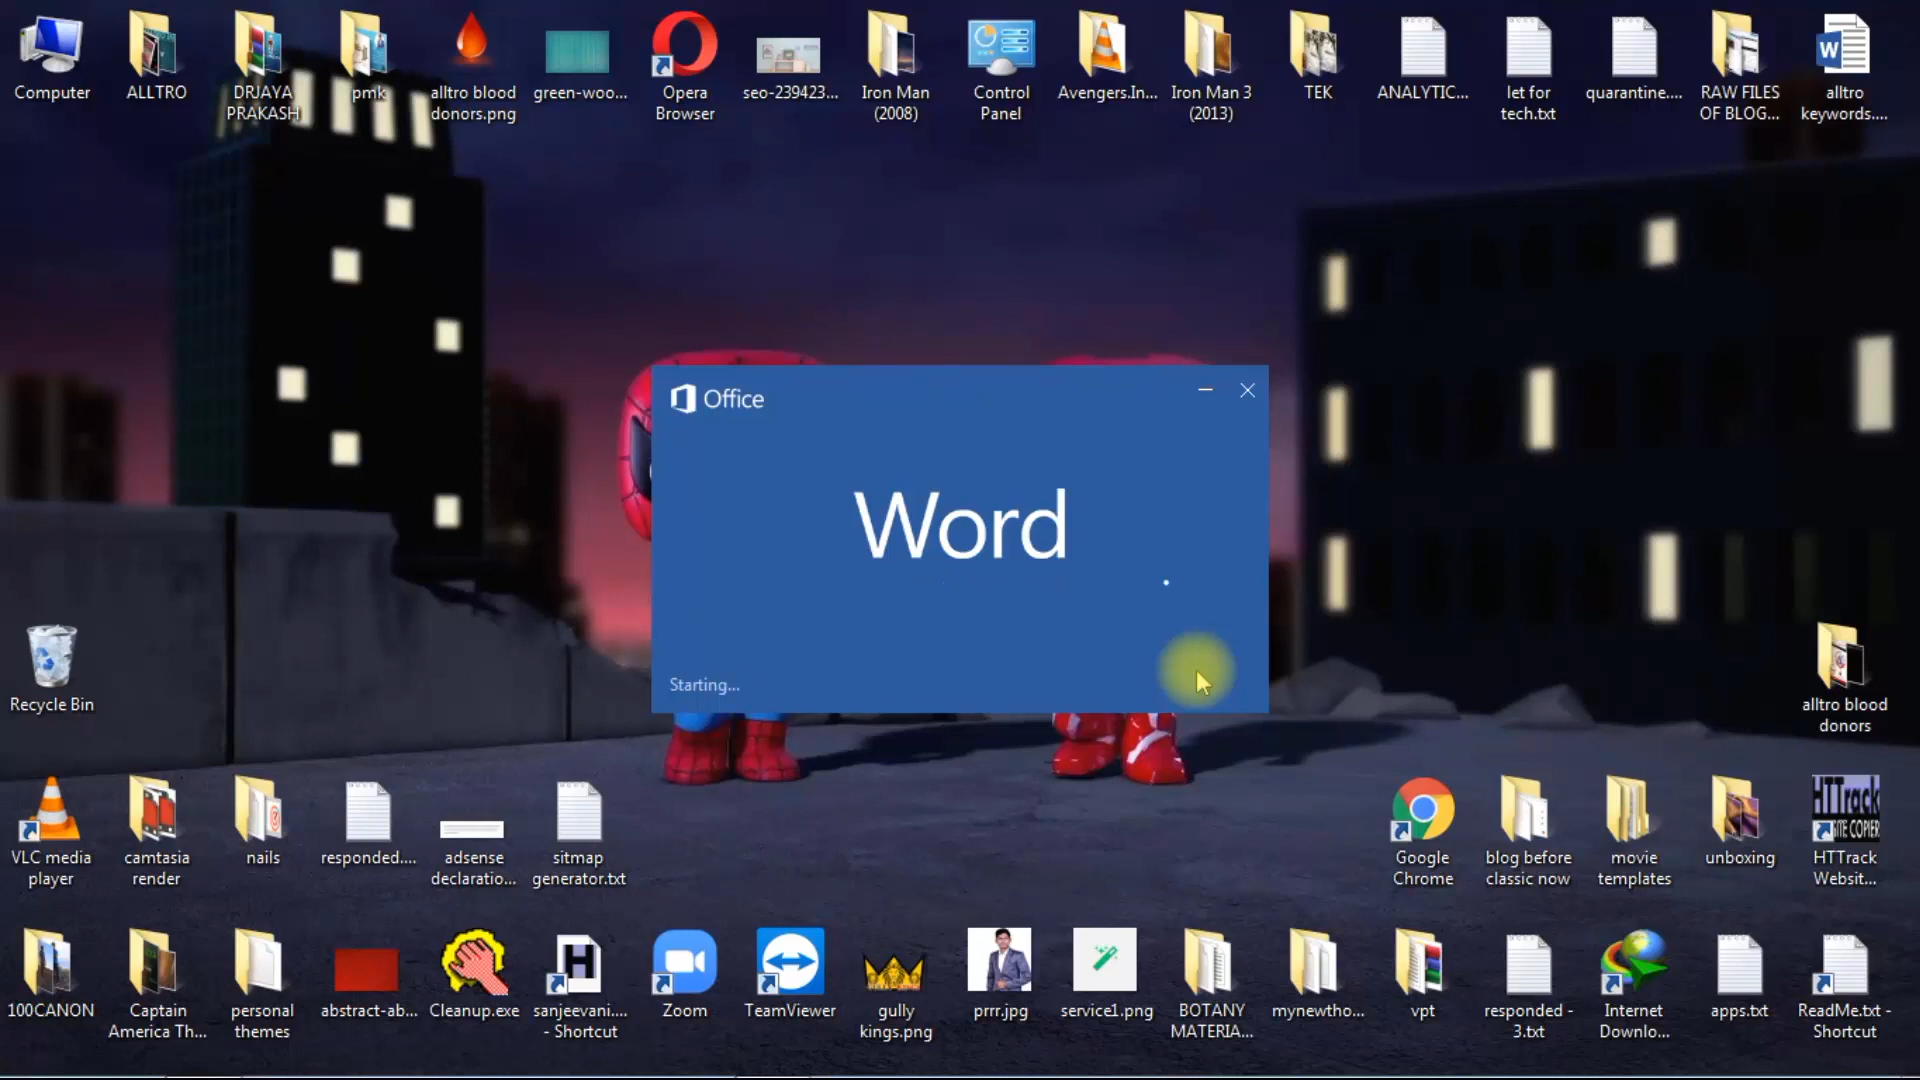 Computer
ALLTRO
DRJAYA
PRAKASH
pmk
alltro blood
donors.png
green-woo...
Opera
Browser
seo-239423...
Iron Man
(2008)
Control
Panel
Avengers.In...
Iron Man 3
(2013)
TEK
ANALYTIC...
let for
tech.txt
quarantine....
RAW FILES
OF BLOG...
W
alltro
keywords....
Office
Word
Starting...
Recycle Bin
alltro blood
donors
VLC media
player
camtasia
render
nails
responded....
adsense
declaratio...
sitmap
generator.txt
Google
Chrome
blog before
classic now
movie
templates
unboxing
HTTrack
SITE COPIER
HTTrack
Websit...
100CANON
Captain
America Th...
personal
themes
abstract-ab...
Cleanup.exe
H
sanjeevani....
- Shortcut
Zoom
TeamViewer
gully
kings.png
prrr.jpg
service1.png
BOTANY
MATERIA...
mynewtho...
vpt
responded -
3.txt
Internet
Downlo...
apps.txt
ReadMe.txt -
Shortcut